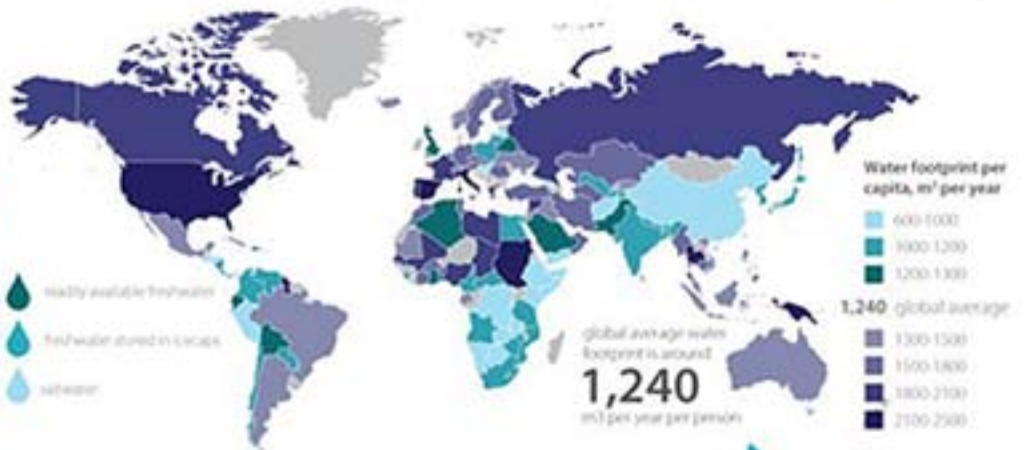 readily available freshwater
freshwater stored in icecaps
saltwater
global average water
footprint is around
1,240
m3 per year per person
Water footprint per
capita, m³ per year
600-1000
1000-1200
1200-1300
1,240 global average
1300-1500
1500-1800
1800-2100
2100-2500